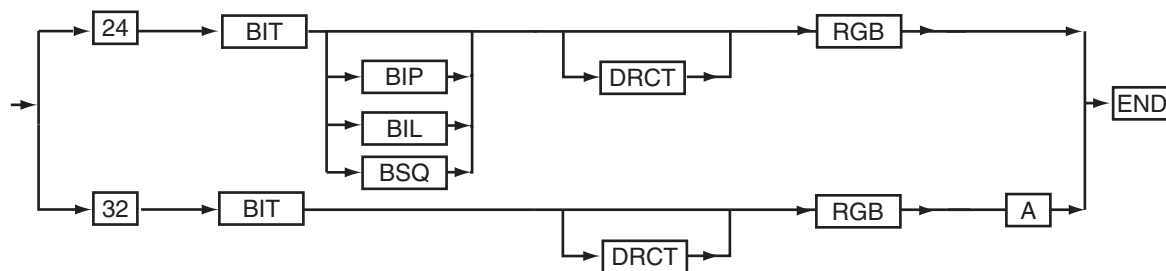 24 BIT RGB
BIP DRCT
END
BIL
BSQ
32 BIT RGB A
DRCT